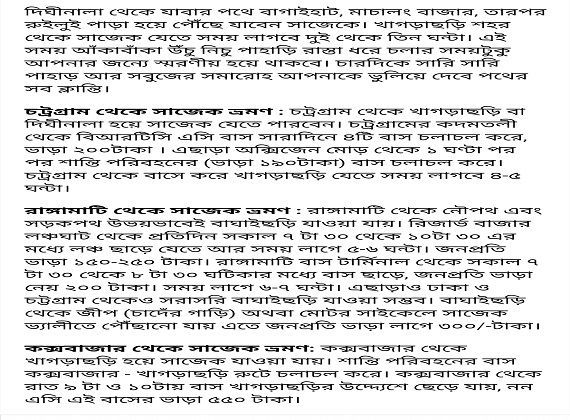 দিঘীনালা থেকে যাবার পথে বাগাইহাট, মাচালং বাজার, তারপর
রুইলুই পাড়া হয়ে পৌঁছে যাবেন সাজেকে। খাগড়াছড়ি শহর
থেকে সাজেক যেতে সময় লাগবে দুই থেকে তিন ঘন্টা। এই
সময় আঁকাবাঁকা উঁচু নিচু পাহাড়ি রাস্তা ধরে চলার সময়টুকু
আপনার জন্যে স্মরণীয় হয়ে থাকবে। চারদিকে সারি সারি
পাহাড় আর সবুজের সমারোহ আপনাকে ভুলিয়ে দেবে পথের
সব ক্লান্তি।
চট্রগ্রাম থেকে সাজেক ভ্রমণ : চট্রগ্রাম থেকে খাগড়াছড়ি বা
দিঘীনালা হয়ে সাজেক যেতে পারবেন। চট্রগ্রামের কদমতলী
থেকে বিআরটিসি এসি বাস সারাদিনে ৪টি বাস চলাচল করে,
ভাড়া ২০০টাকা । এছাড়া অক্সিজেন মোড় থেকে ১ ঘণ্টা পর
পর শান্তি পরিবহনের (ভাড়া ১৯০টাকা) বাস চলাচল করে।
চট্রগ্রাম থেকে বাসে করে খাগড়াছড়ি যেতে সময় লাগবে ৪-৫
ঘন্টা।
রাঙ্গামাটি থেকে সাজেক ভ্রমণ : রাঙ্গামাটি থেকে নৌপথ এবং
সড়কপথ উভয়ভাবেই বাঘাইছড়ি যাওয়া যায়। রিজার্ভ বাজার
লঞ্চঘাট থেকে প্রতিদিন সকাল ৭ টা ৩০ থেকে ১০টা ৩০ এর
মধ্যে লঞ্চ ছাড়ে যেতে আর সময় লাগে ৫-৬ ঘন্টা। জনপ্রতি
ভাড়া ১৫০-২৫০ টাকা। রাঙ্গামাটি বাস টার্মিনাল থেকে সকাল ৭
টা ৩০ থেকে ৮ টা ৩০ ঘটিকার মধ্যে বাস ছাড়ে, জনপ্রতি ভাড়া
নেয় ২০০ টাকা। সময় লাগে ৬-৭ ঘন্টা। এছাড়াও ঢাকা ও
চট্রগ্রাম থেকেও সরাসরি বাঘাইছড়ি যাওয়া সম্ভব। বাঘাইছড়ি
থেকে জীপ (চাদেঁর গাড়ি) অথবা মোটর সাইকেলে সাজেক
ভ্যালীতে পৌঁছানো যায় এতে জনপ্রতি ভাড়া লাগে ৩০০/-টাকা।
কক্সবাজার থেকে সাজেক ভ্রমণ: কক্সবাজার থেকে
খাগড়াছড়ি হয়ে সাজেক যাওয়া যায়। শান্তি পরিবহনের বাস
কক্সবাজার - খাগড়াছড়ি রুটে চলাচল করে। কক্সবাজার থেকে
রাত ৯ টা ও ১০টায় বাস খাগড়াছড়ির উদ্দ্যেশে ছেড়ে যায়, নন
এসি এই বাসের ভাড়া ৫৫০ টাকা।